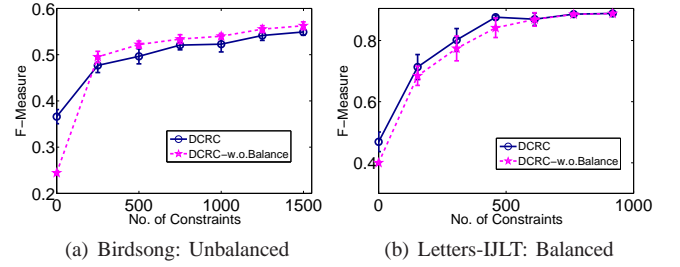 0.6
0.5
0.4
0.3
0.2
F-Measure
DCRC
DCRC-w.o.Balance
0 500 1000 1500
No. of Constraints
(a) Birdsong: Unbalanced
0.8
0.6
0.4
F-Measure
DCRC
DCRC-w.o.Balance
0 500 1000
No. of Constraints
(b) Letters-IJLT: Balanced